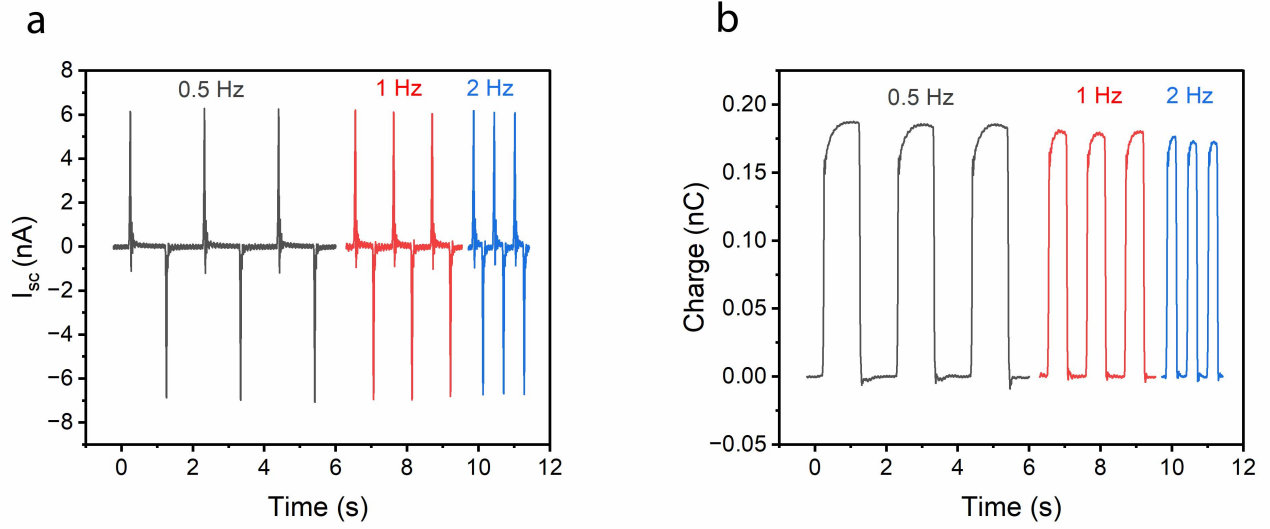 a
0.5 Hz 1 Hz 2 Hz
8
6
4
2
0
−2
−4
−6
−8
Isc (nA)
0 2 4 6 8 10 12
Time (s)
b
0.5 Hz 1 Hz 2 Hz
0.20
0.15
0.10
0.05
0.00
−0.05
Charge (nC)
0 2 4 6 8 10 12
Time (s)